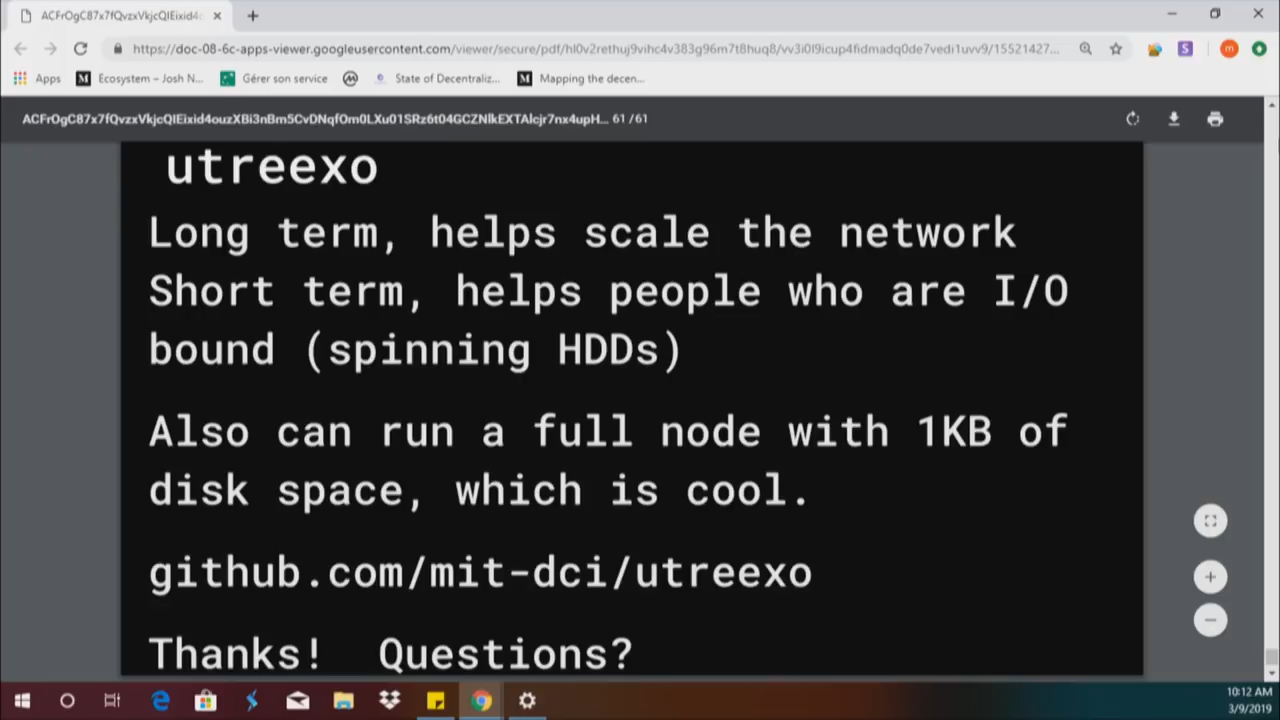 ACFrOgC87x7fQvzxVkjcQIEixid4c
https://doc-08-6c-apps-viewer.googleusercontent.com/viewer/secure/pdf/hl0v2rethuj9vihc4v383g96m7t8huq8/vv3i0l9icup4fidmadq0de7vedi1uvv9/15521427...
Apps
Ecosystem – Josh N...
Gérer son service
State of Decentraliz...
Mapping the decen...
ACFrOgC87x7fQvzxVkjcQIEixid4ouzXBi3nBm5CvDNqfOm0LXu01SRz6t04GCZNlkEXTAlcjr7nx4upH... 61 / 61
utreexo
Long term, helps scale the network
Short term, helps people who are I/O
bound (spinning HDDs)
Also can run a full node with 1KB of
disk space, which is cool.
github.com/mit-dci/utreexo
Thanks! Questions?
10:12 AM
3/9/2019